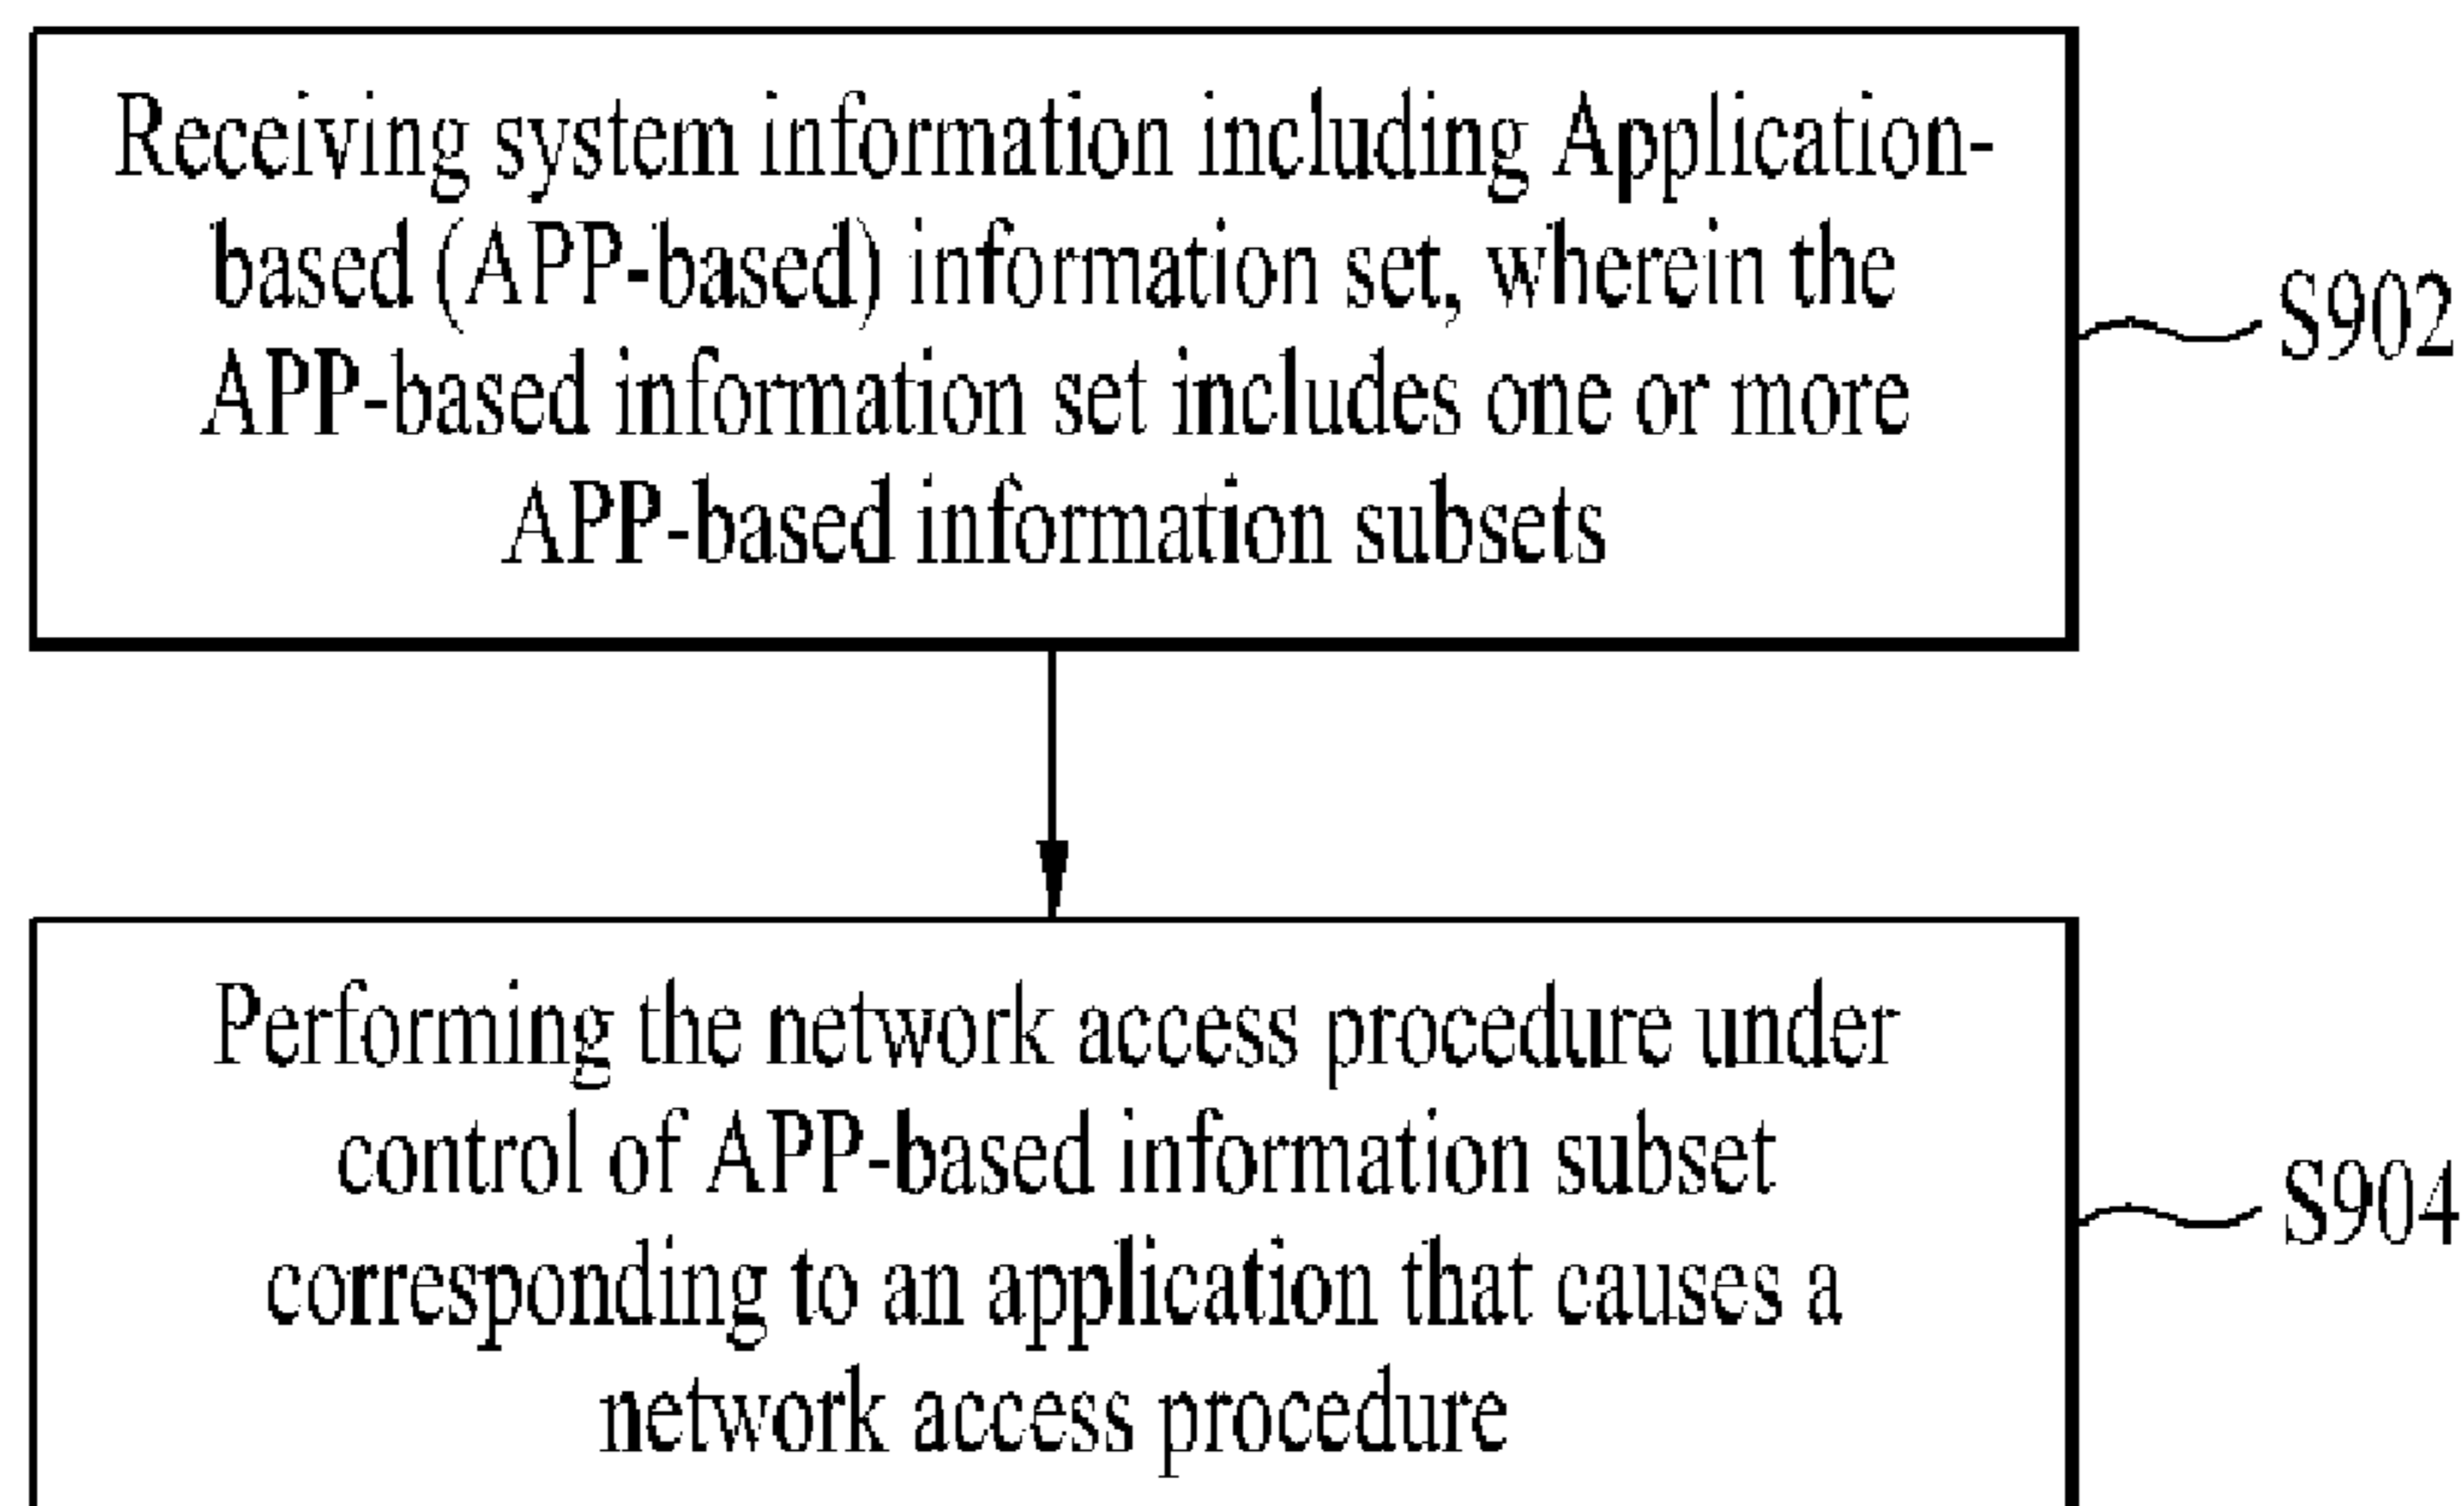 Receiving system information including Application-
based (APP-based) information set, wherein the
APP-based information set includes one or more
APP-based information subsets
S902
Performing the network access procedure under
control of APP-based information subset
corresponding to an application that causes a
network access procedure
S904